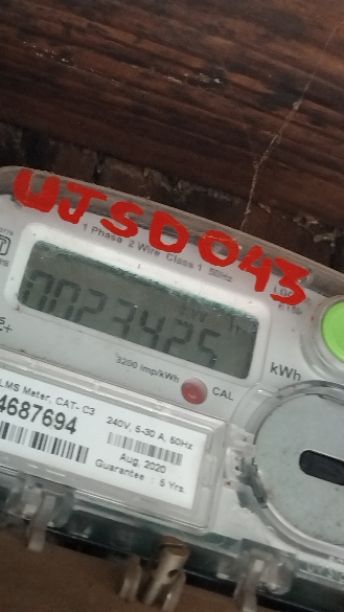 UJSD043
1 Phase 2 Wire Class 1 50Hz
0023425
3200 imp/kWh
CAL
kWh
LMS Meter, CAT- C3
4687694
240V, 5-30 A, 50Hz
Aug. 2020
Guarantee : 5 Yrs.